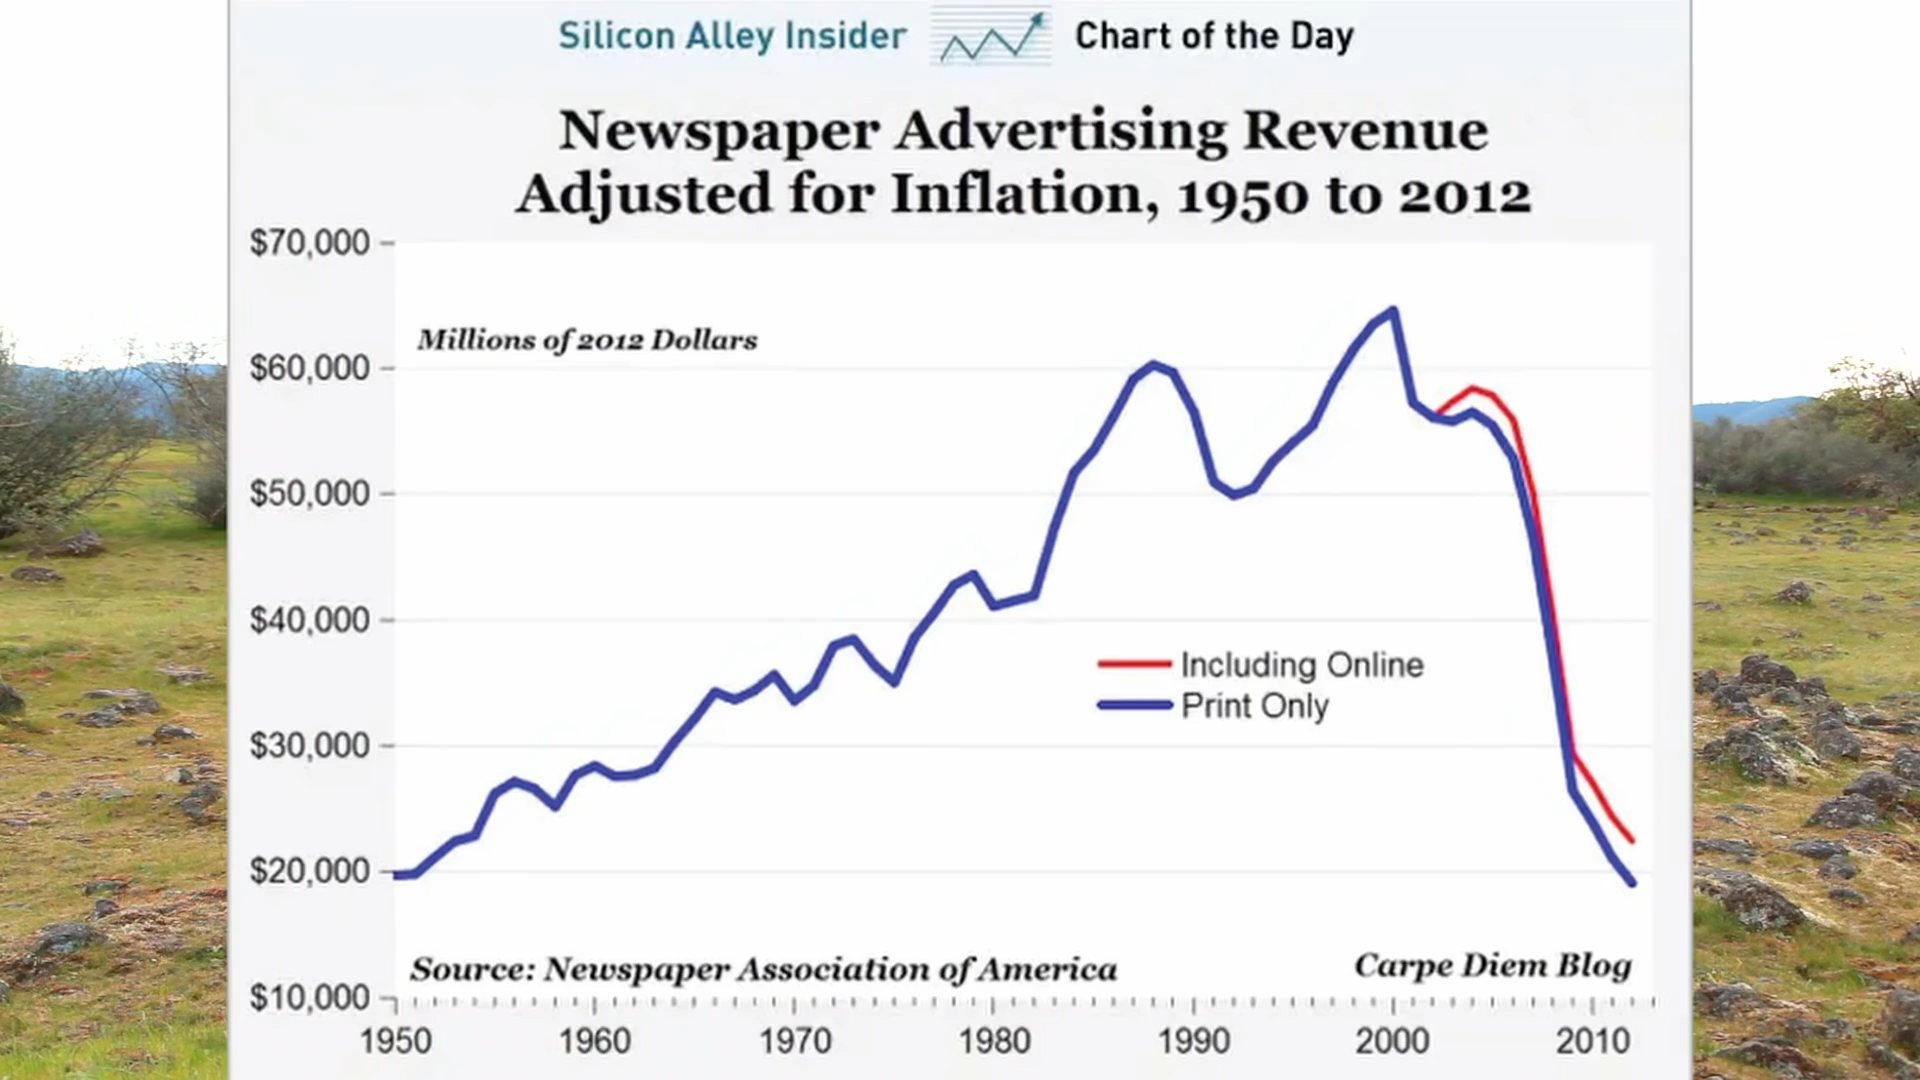 Silicon Alley Insider Chart of the Day
Newspaper Advertising Revenue
Adjusted for Inflation, 1950 to 2012
$70,000
Millions of 2012 Dollars
$60,000
$50,000
$40,000
Including Online
Print Only
$30,000
$20,000
Source: Newspaper Association of America Carpe Diem Blog
$10,000
1950 1960 1970 1980 1990 2000 2010